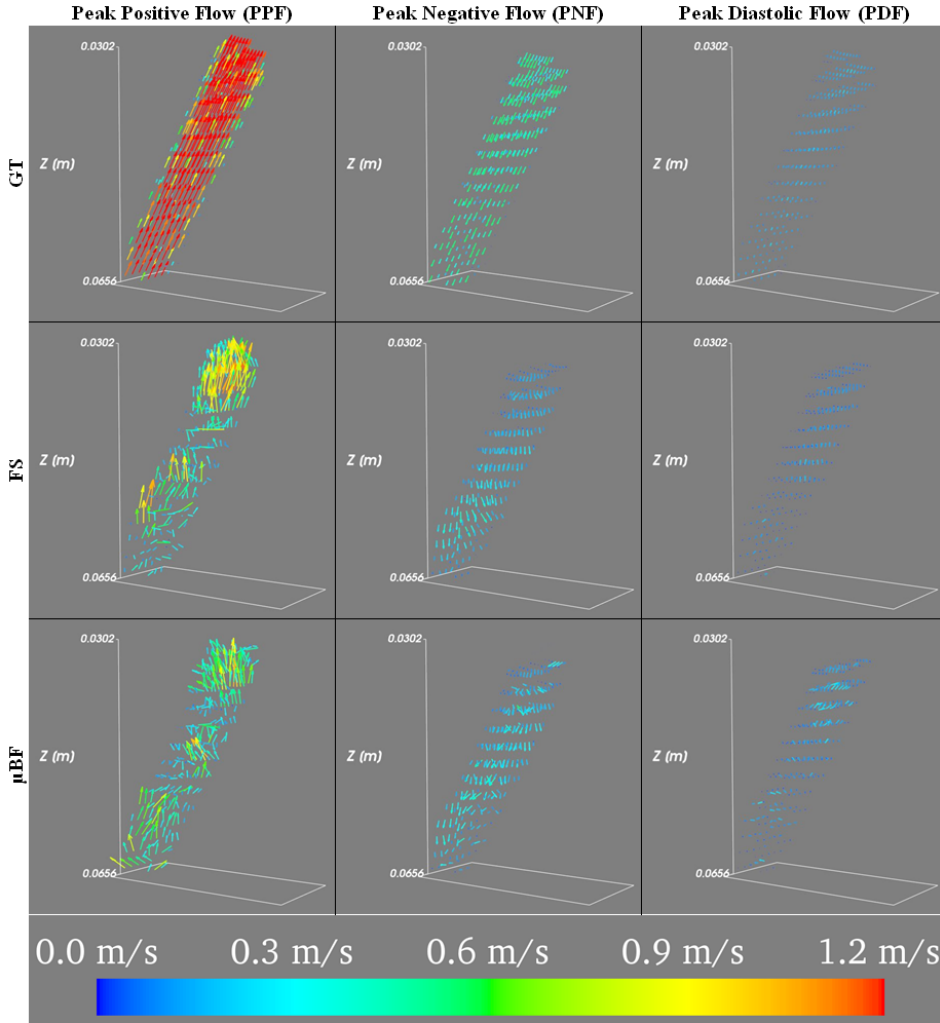 Peak Positive Flow (PPF) Peak Negative Flow (PNF) Peak Diastolic Flow (PDF)
GT
0.0302 0.0302 0.0302
Z (m) Z (m) Z (m)
0.0656 0.0656 0.0656
FS
0.0302 0.0302 0.0302
Z (m) Z (m) Z (m)
0.0656 0.0656 0.0656
μBF
0.0302 0.0302 0.0302
Z (m) Z (m) Z (m)
0.0656 0.0656 0.0656
0.0 m/s 0.3 m/s 0.6 m/s 0.9 m/s 1.2 m/s